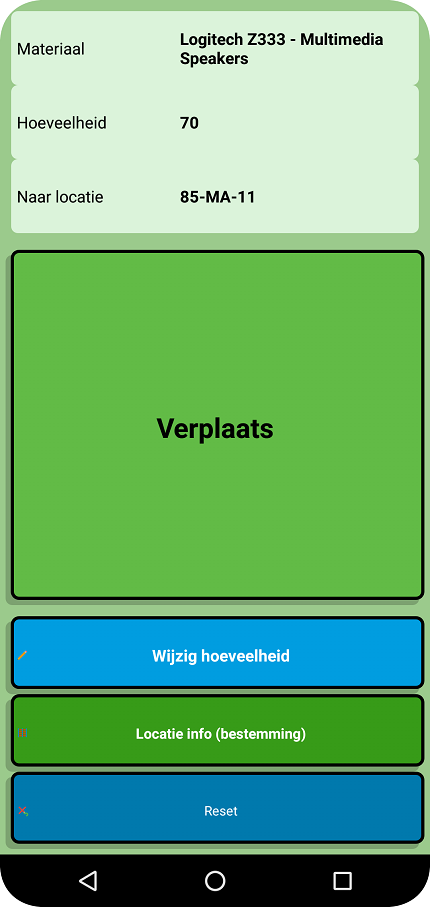 Materiaal
Logitech Z333 - Multimedia
Speakers
Hoeveelheid
70
Naar locatie
85-MA-11
Verplaats
Wijzig hoeveelheid
Locatie info (bestemming)
Reset